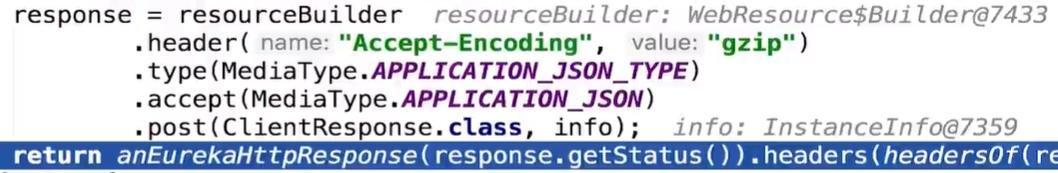 response = resourceBuilder resourceBuilder: WebResource$Builder@7433
.header( name: "Accept-Encoding", value: "gzip")
.type(MediaType.APPLICATION_JSON_TYPE)
.accept(MediaType.APPLICATION_JSON)
.post(ClientResponse.class, info); info: InstanceInfo@7359
return anEurekaHttpResponse(response.getStatus()).headers(headersOf(re